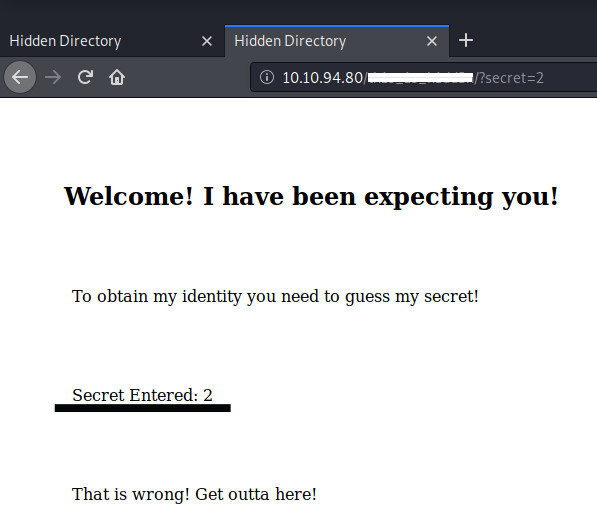 Hidden Directory
Hidden Directory
10.10.94.80/ /?secret=2
Welcome! I have been expecting you!
To obtain my identity you need to guess my secret!
Secret Entered: 2
That is wrong! Get outta here!